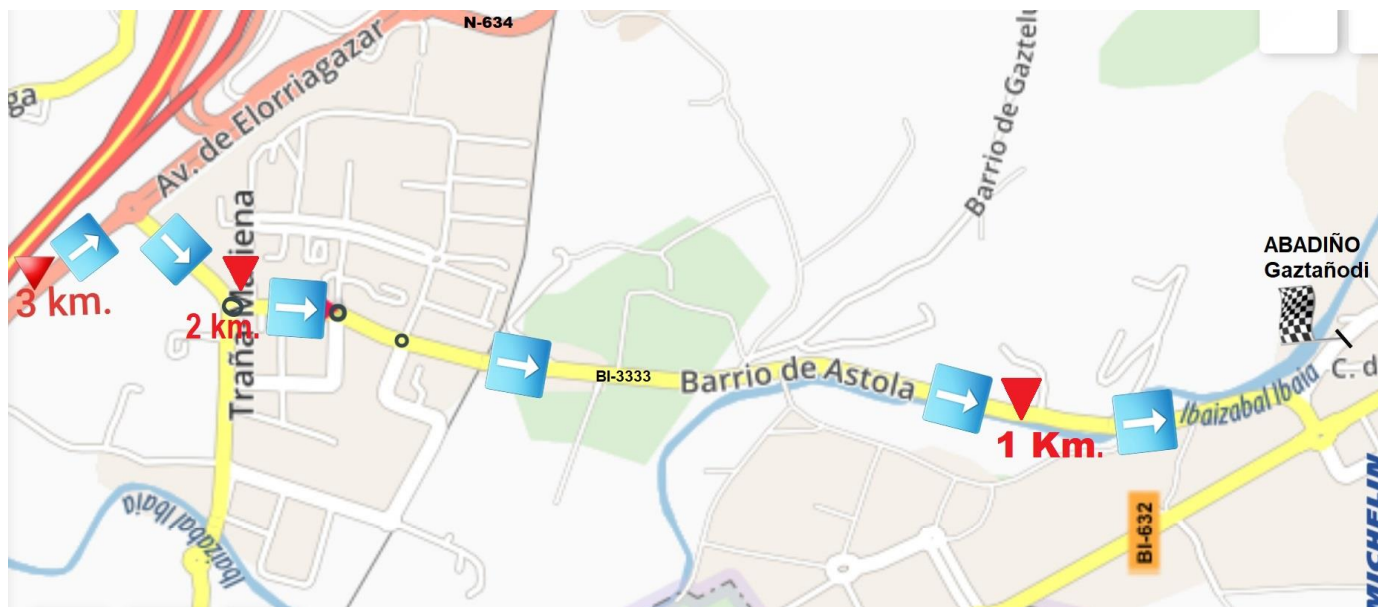 N-634
ga
Av. de Elorriagazar
Barrio de Gaztelu
Traña Matiena
ABADIÑO
Gaztañodi
3 km.
2 km.
BI-3333
Barrio de Astola
1 Km.
Ibaizabal Ibaia
C. d
Ibaizabal Ibaia
BI-632
MICHELIN